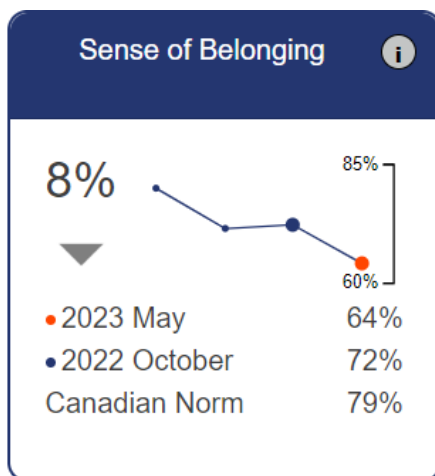 Sense of Belonging i
8%
85%
60%
2023 May 64%
2022 October 72%
Canadian Norm 79%